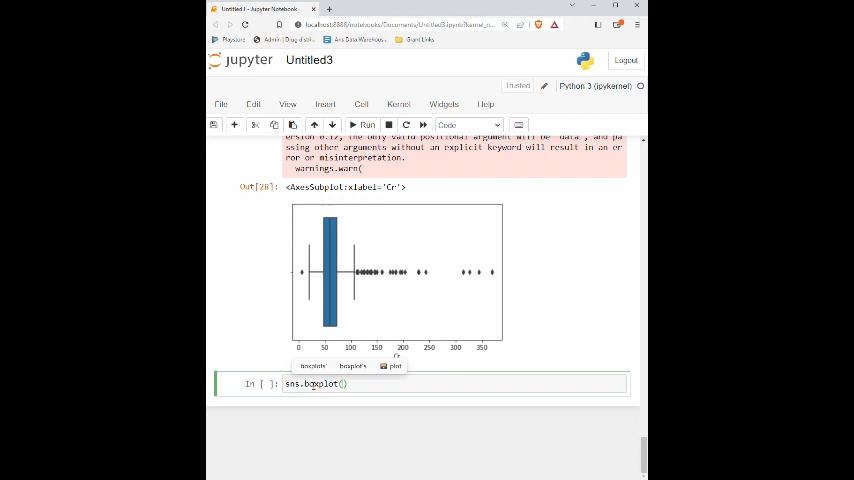 Untitled3 - Jupyter Notebook
localhost:8888/notebooks/Documents/Untitled3.ipynb?kernel_n...
Playstore
Admin | Drug distri...
Ans Data Warehous...
Grant Links
jupyter
Untitled3
Logout
Trusted
Python 3 (ipykernel)
File Edit View Insert Cell Kernel Widgets Help
Run
Code
ersion 0.12, the only valid positional argument will be `data`, and pa
ssing other arguments without an explicit keyword will result in an er
ror or misinterpretation.
warnings.warn(
Out[28]: <AxesSubplot:xlabel='Cr'>
0 50 100 150 200 250 300 350
Cr
boxplots' boxplot's plot
In [ ]: sns.boxplot()